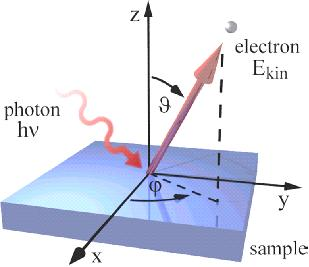 z
electron
E_kin
photon
hν
ϑ
φ
y
x
sample